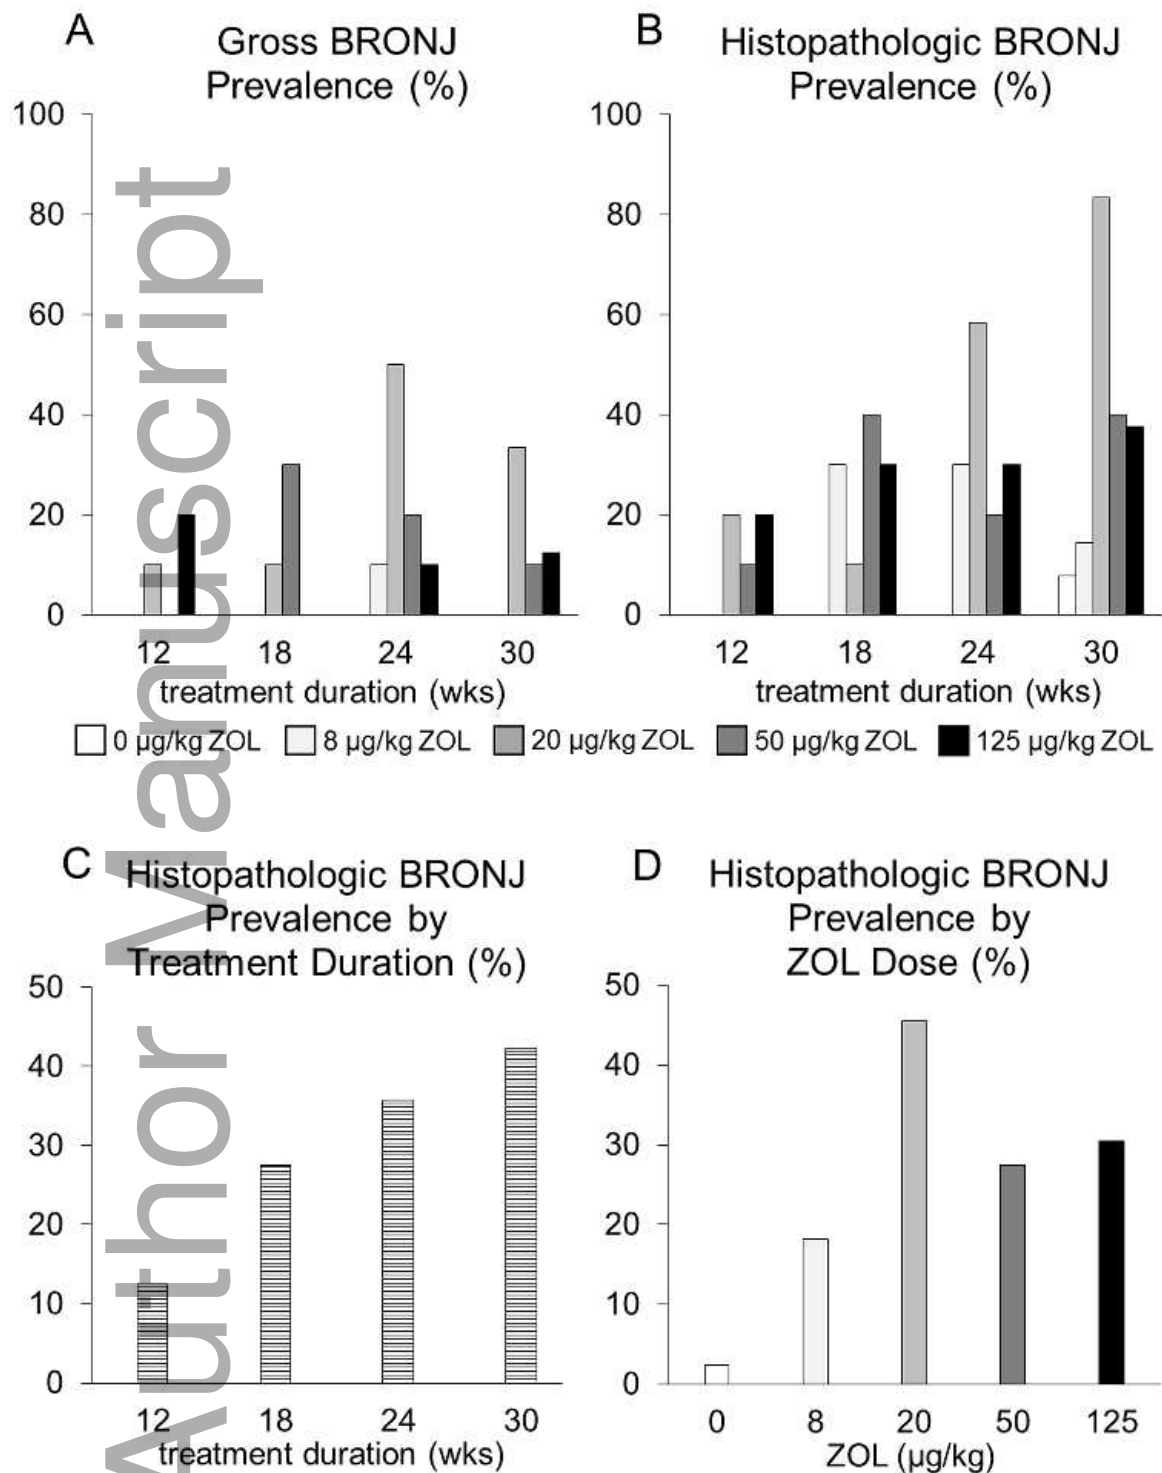 A
Gross BRONJ
Prevalence (%)
100
80
60
40
20
0
12 18 24 30
treatment duration (wks)
B
Histopathologic BRONJ
Prevalence (%)
100
80
60
40
20
0
12 18 24 30
treatment duration (wks)
0 µg/kg ZOL 8 µg/kg ZOL 20 µg/kg ZOL 50 µg/kg ZOL 125 µg/kg ZOL
C
Histopathologic BRONJ
Prevalence by
Treatment Duration (%)
50
40
30
20
10
0
12 18 24 30
treatment duration (wks)
D
Histopathologic BRONJ
Prevalence by
ZOL Dose (%)
50
40
30
20
10
0
0 8 20 50 125
ZOL (µg/kg)
Author Manuscript